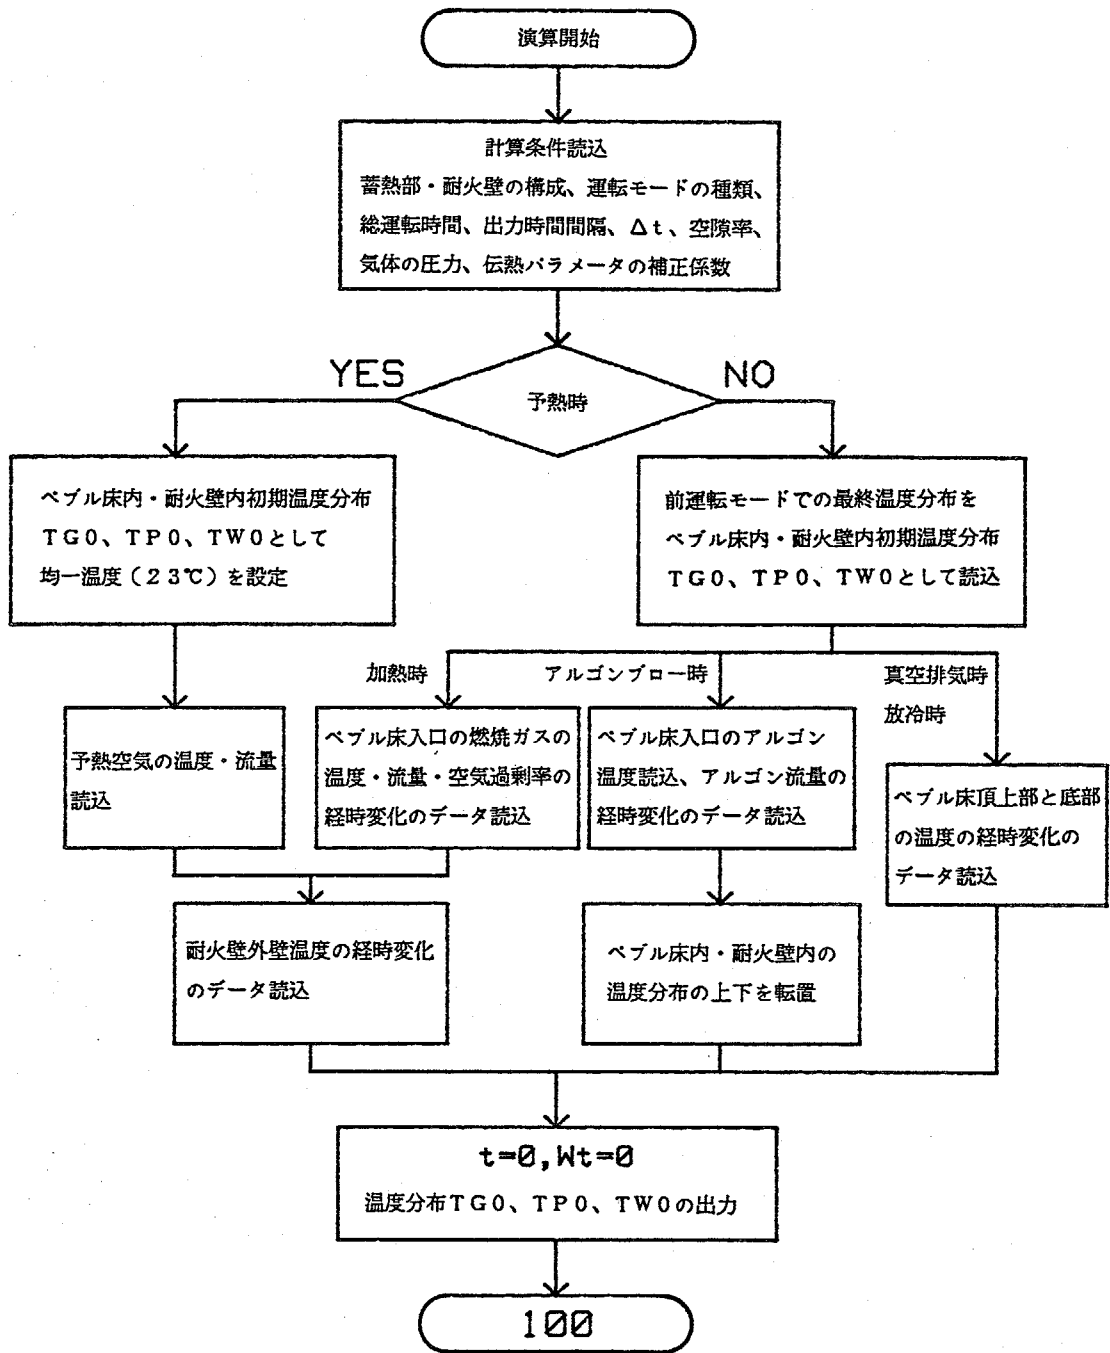 演算開始
計算条件読込
蓄熱部・耐火壁の構成、運転モードの種類、
総運転時間、出力時間間隔、Δt、空隙率、
気体の圧力、伝熱パラメータの補正係数
YES
NO
予熱時
ペブル床内・耐火壁内初期温度分布
TG0、TP0、TW0として
均一温度(23℃)を設定
前運転モードでの最終温度分布を
ペブル床内・耐火壁内初期温度分布
TG0、TP0、TW0として読込
加熱時
アルゴンブロー時
真空排気時
放冷時
予熱空気の温度・流量
読込
ペブル床入口の燃焼ガスの
温度・流量・空気過剰率の
経時変化のデータ読込
ペブル床入口のアルゴン
温度読込、アルゴン流量の
経時変化のデータ読込
ペブル床頂上部と底部
の温度の経時変化の
データ読込
耐火壁外壁温度の経時変化
のデータ読込
ペブル床内・耐火壁内の
温度分布の上下を転置
t=0,Wt=0
温度分布TG0、TP0、TW0の出力
100